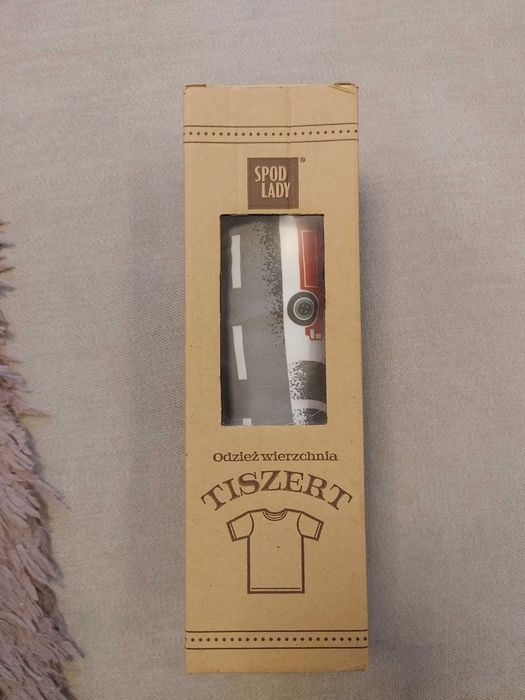 SPOD
LADY®
Odzież wierzchnia
TISZERT